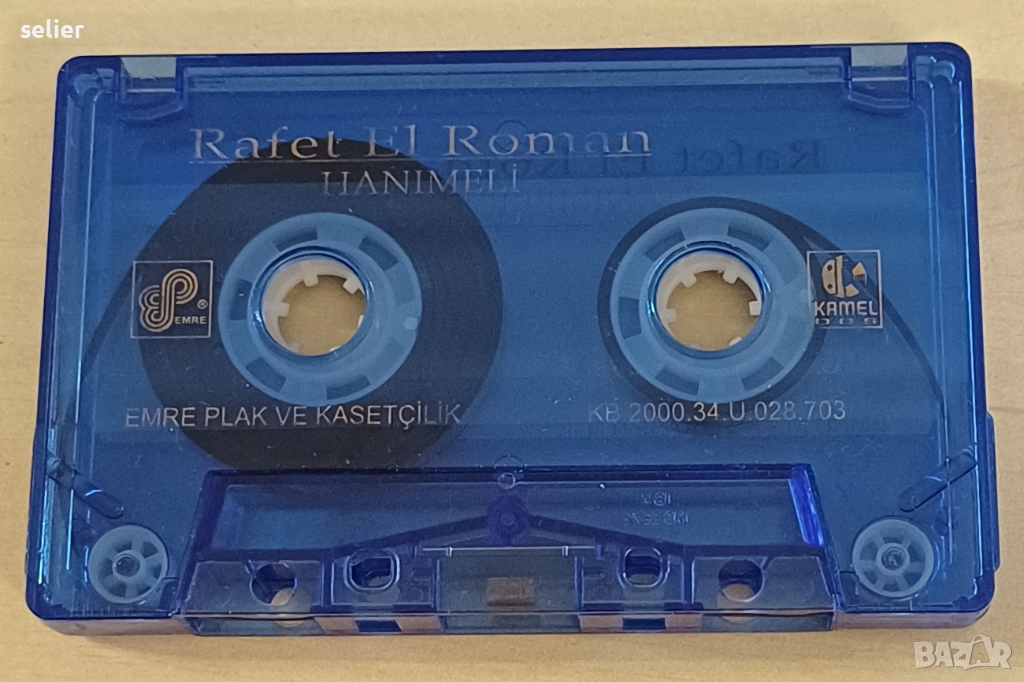 selier
Rafet El Roman
HANIMELİ
EMRE
KAMEL
EMRE PLAK VE KASETÇİLİK
KB 2000.34.U.028.703
BAZAR